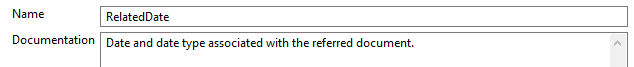 Name RelatedDate
Documentation Date and date type associated with the referred document.